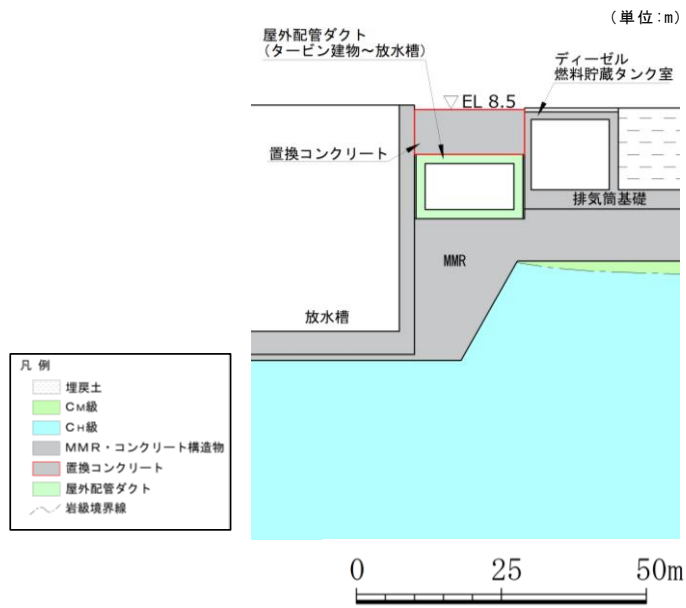 （単位：m）
屋外配管ダクト
（タービン建物～放水槽）
ディーゼル
燃料貯蔵タンク室
▽EL 8.5
置換コンクリート
排気筒基礎
MMR
放水槽
凡 例
埋戻土
CM級
CH級
MMR・コンクリート構造物
置換コンクリート
屋外配管ダクト
岩級境界線
0 25 50m